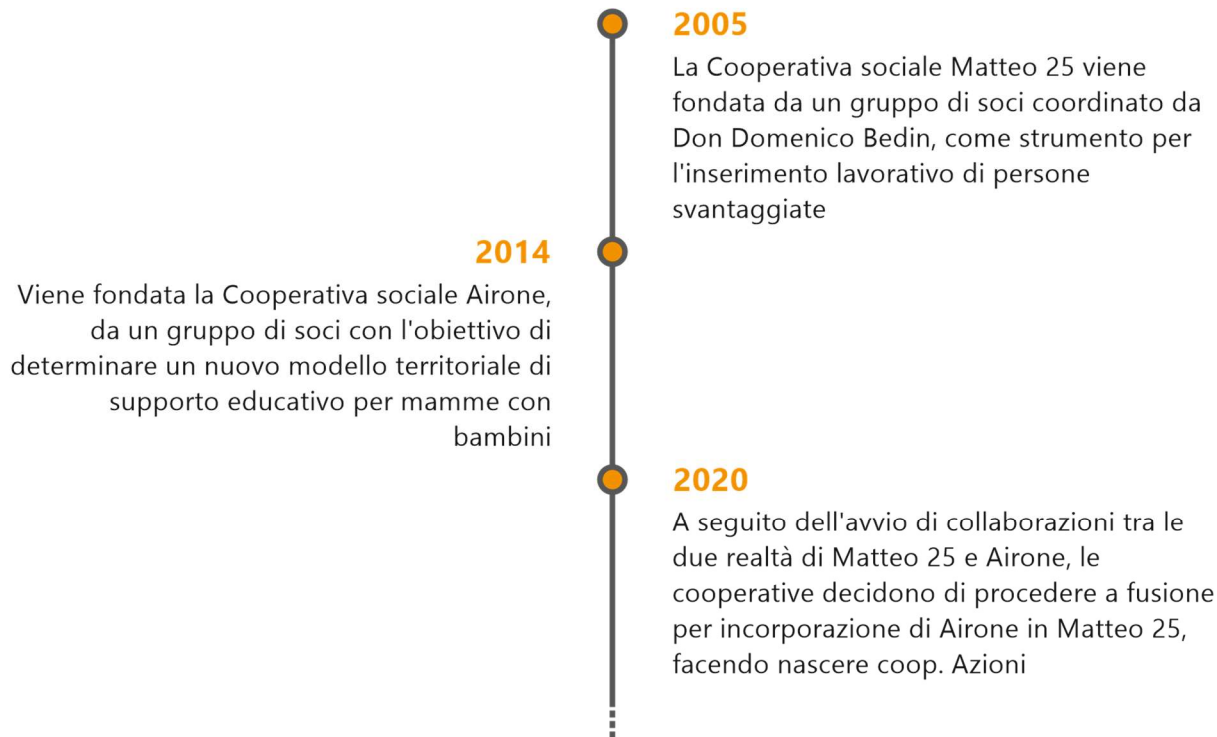 2005
La Cooperativa sociale Matteo 25 viene
fondata da un gruppo di soci coordinato da
Don Domenico Bedin, come strumento per
l'inserimento lavorativo di persone
svantaggiate
2014
Viene fondata la Cooperativa sociale Airone,
da un gruppo di soci con l'obiettivo di
determinare un nuovo modello territoriale di
supporto educativo per mamme con
bambini
2020
A seguito dell'avvio di collaborazioni tra le
due realtà di Matteo 25 e Airone, le
cooperative decidono di procedere a fusione
per incorporazione di Airone in Matteo 25,
facendo nascere coop. Azioni